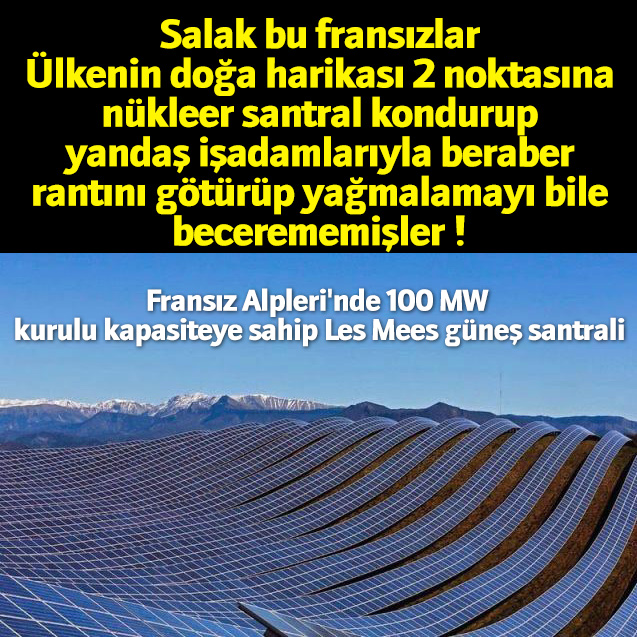 Salak bu fransızlar
Ülkenin doğa harikası 2 noktasına
nükleer santral kondurup
yandaş işadamlarıyla beraber
rantını götürüp yağmalamayı bile
beceremememişler !
Fransız Alpleri'nde 100 MW
kurulu kapasiteye sahip Les Mees güneş santrali